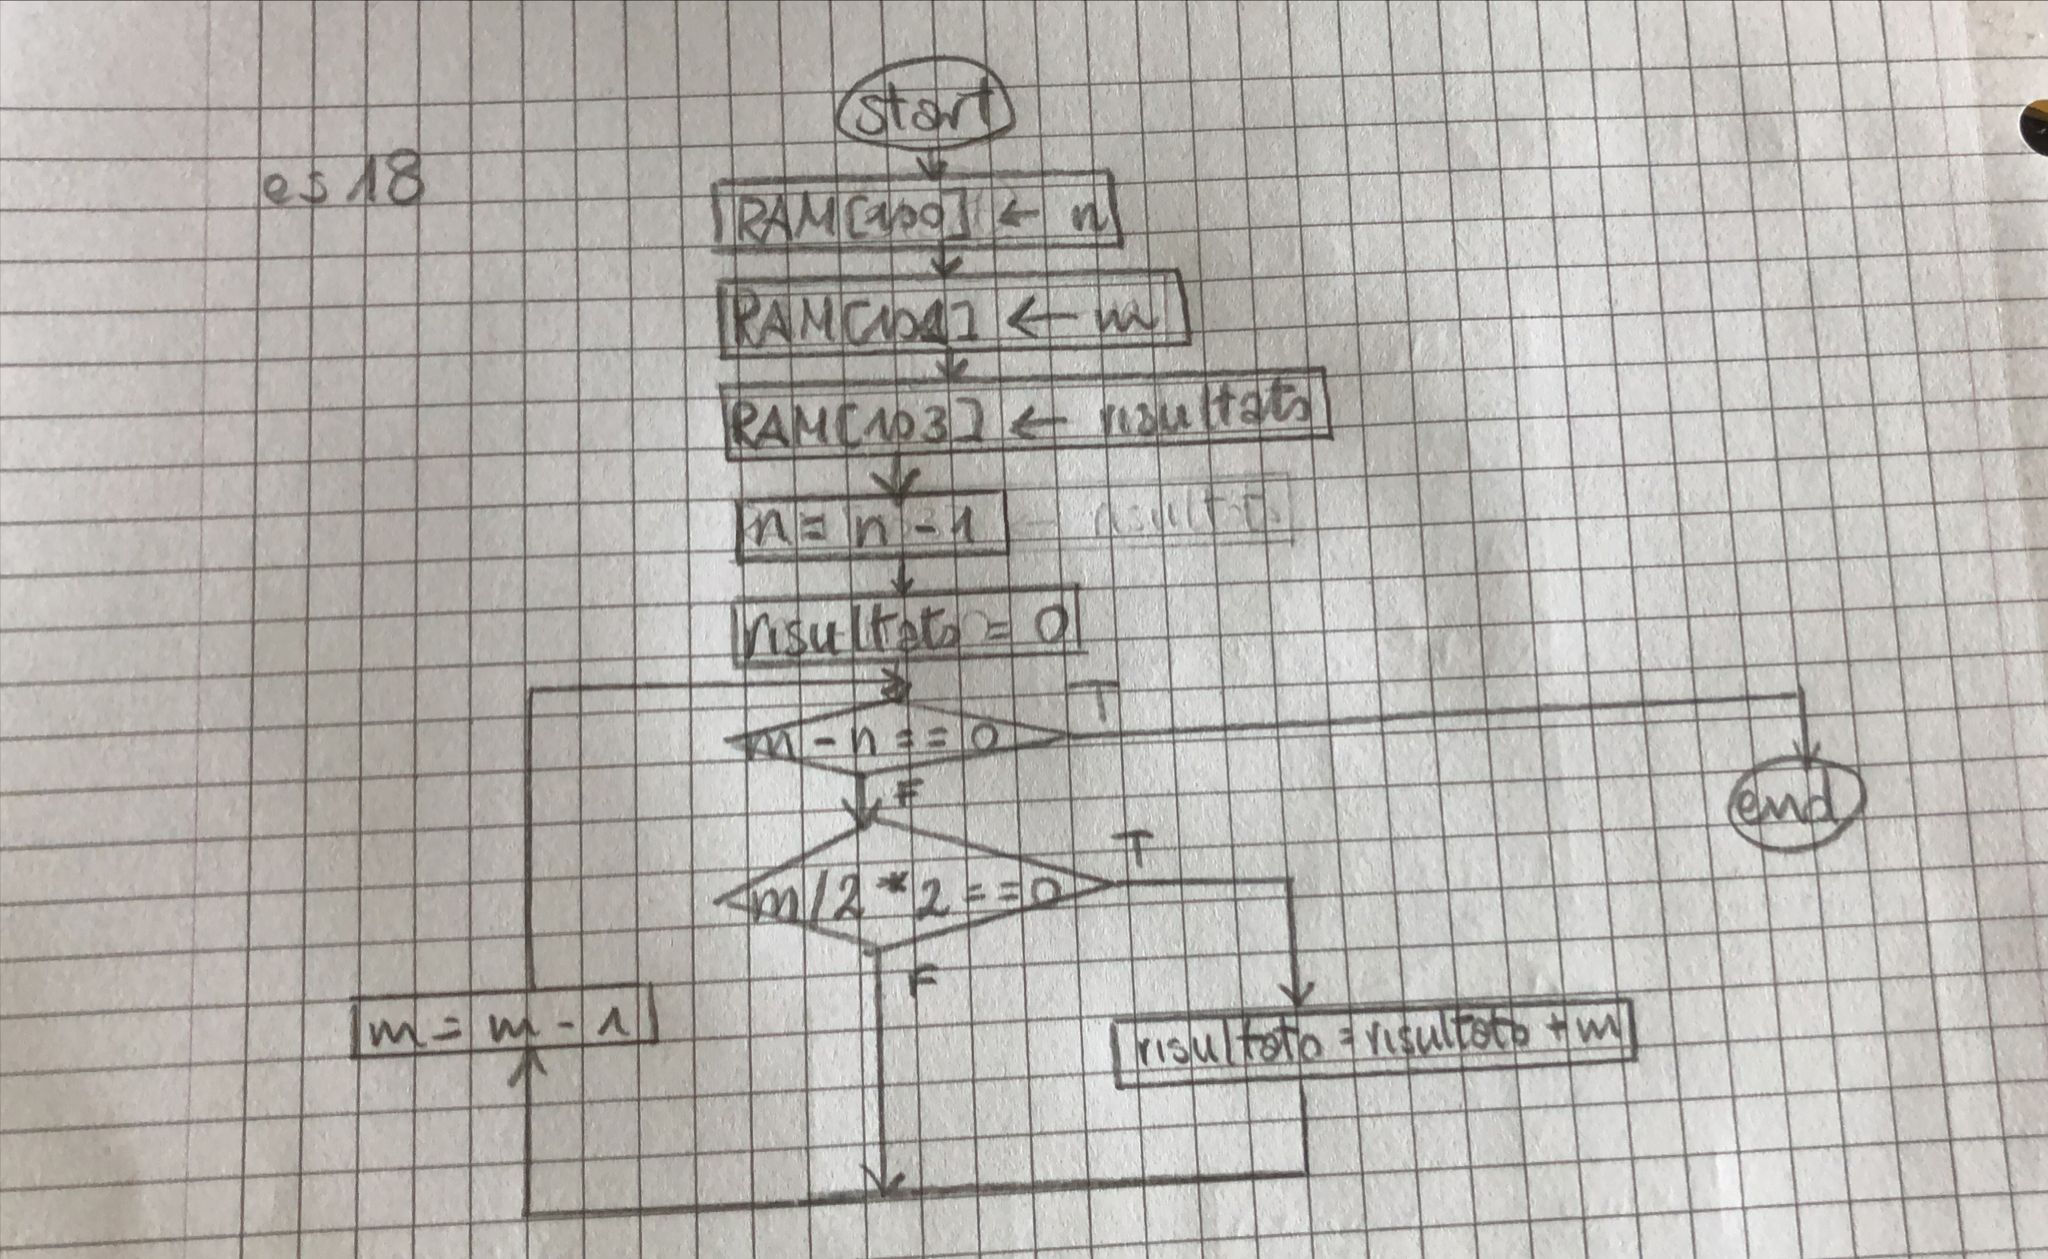 start
es 18
RAM[100] ← n
RAM[101] ← m
RAM[103] ← risultato
n = n - 1
risultato
risultato = 0
T
m - n == 0
F
end
T
m/2 * 2 == 0
F
m = m - 1
risultato = risultato + m